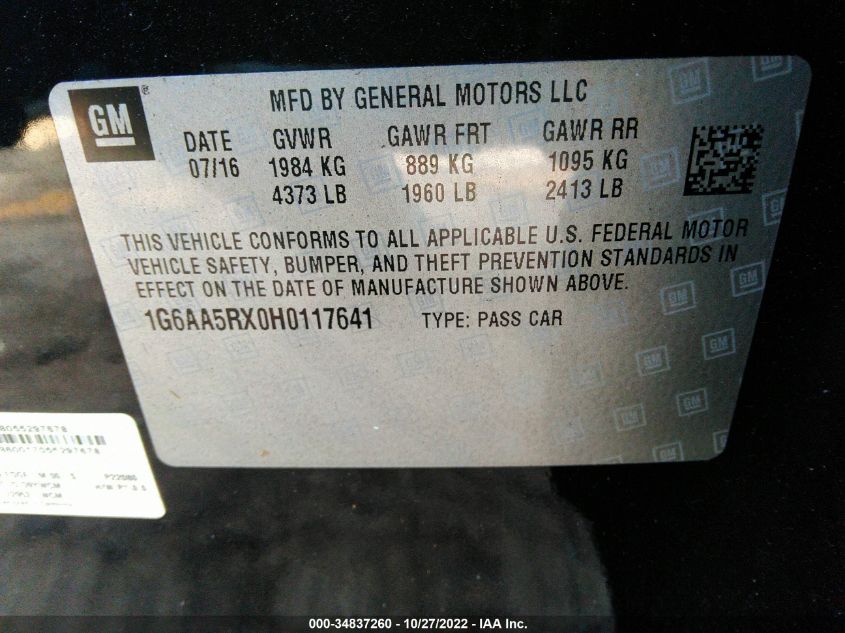 GM
MFD BY GENERAL MOTORS LLC
DATE GVWR GAWR FRT GAWR RR
07/16 1984 KG 889 KG 1095 KG
4373 LB 1960 LB 2413 LB
THIS VEHICLE CONFORMS TO ALL APPLICABLE U.S. FEDERAL MOTOR
VEHICLE SAFETY, BUMPER, AND THEFT PREVENTION STANDARDS IN
EFFECT ON THE DATE OF MANUFACTURE SHOWN ABOVE.
1G6AA5RX0H0117641 TYPE: PASS CAR
000-34837260 - 10/27/2022 - IAA Inc.